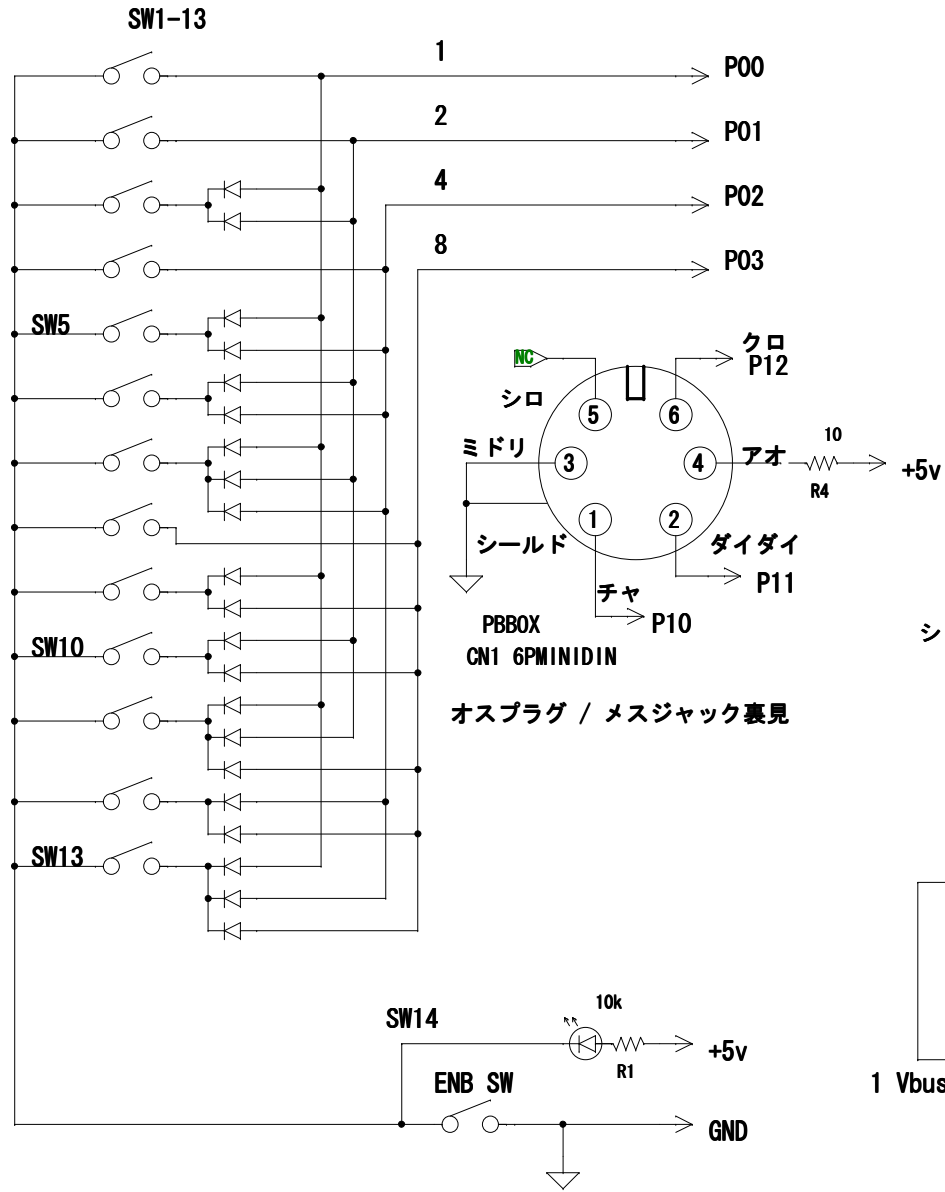 SW1-13
1
P00
2
P01
4
P02
8
P03
SW5
NC
クロ
P12
シロ
5
6
ミドリ
3
4
アオ
10
R4
+5v
1
2
シールド
ダイダイ
P11
チャ
P10
PBBOX
CN1 6PMINIDIN
シ
SW10
オスプラグ / メスジャック裏見
SW13
SW14
10k
R1
+5v
ENB SW
GND
1 Vbus